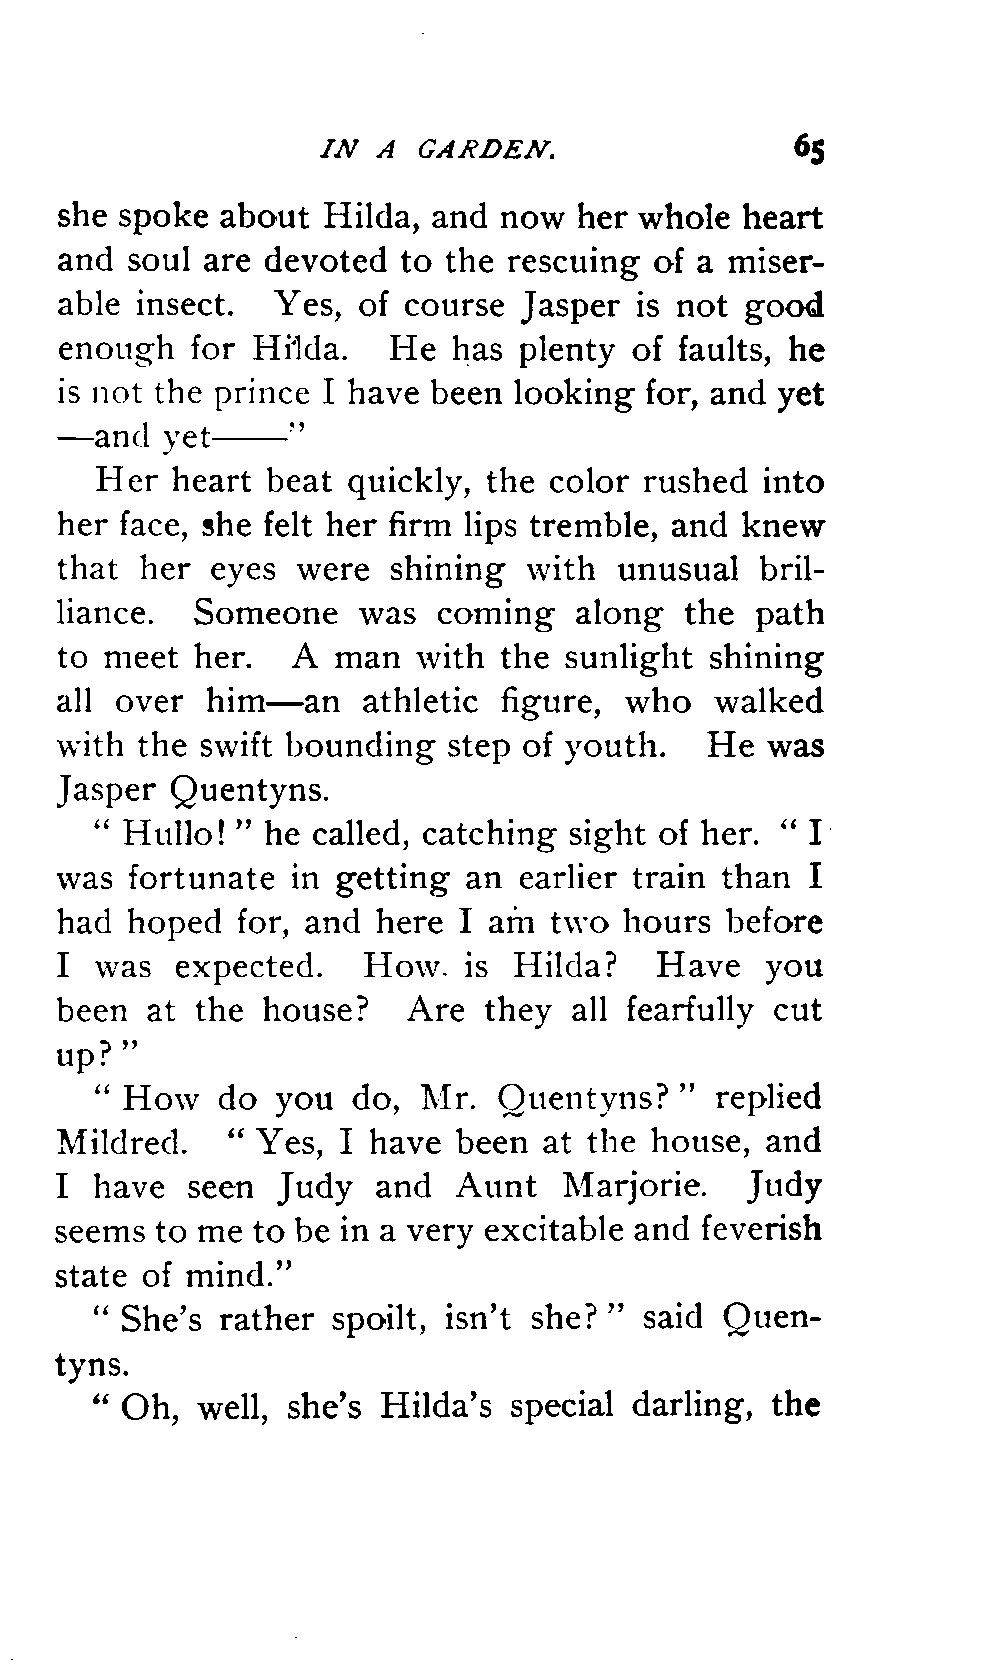 IN A GARDEN. 65
she spoke about Hilda, and now her whole heart
and soul are devoted to the rescuing of a miser-
able insect. Yes, of course Jasper is not good
enough for Hilda. He has plenty of faults, he
is not the prince I have been looking for, and yet
—and yet——”
Her heart beat quickly, the color rushed into
her face, she felt her firm lips tremble, and knew
that her eyes were shining with unusual bril-
liance. Someone was coming along the path
to meet her. A man with the sunlight shining
all over him—an athletic figure, who walked
with the swift bounding step of youth. He was
Jasper Quentyns.
“ Hullo! ” he called, catching sight of her. “ I
was fortunate in getting an earlier train than I
had hoped for, and here I am two hours before
I was expected. How is Hilda? Have you
been at the house? Are they all fearfully cut
up? ”
“ How do you do, Mr. Quentyns? ” replied
Mildred. “ Yes, I have been at the house, and
I have seen Judy and Aunt Marjorie. Judy
seems to me to be in a very excitable and feverish
state of mind.”
“ She’s rather spoilt, isn’t she? ” said Quen-
tyns.
“ Oh, well, she’s Hilda’s special darling, the